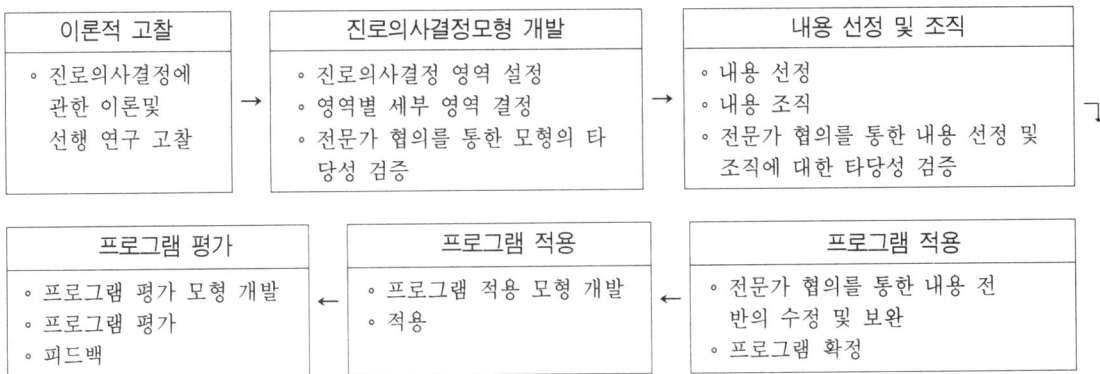 이론적 고찰
◦ 진로의사결정에
관한 이론및
선행 연구 고찰
→
진로의사결정모형 개발
◦ 진로의사결정 영역 설정
◦ 영역별 세부 영역 결정
◦ 전문가 협의를 통한 모형의 타
당성 검증
→
내용 선정 및 조직
◦ 내용 선정
◦ 내용 조직
◦ 전문가 협의를 통한 내용 선정 및
조직에 대한 타당성 검증
프로그램 적용
◦ 전문가 협의를 통한 내용 전
반의 수정 및 보완
◦ 프로그램 확정
←
프로그램 적용
◦ 프로그램 적용 모형 개발
◦ 적용
←
프로그램 평가
◦ 프로그램 평가 모형 개발
◦ 프로그램 평가
◦ 피드백